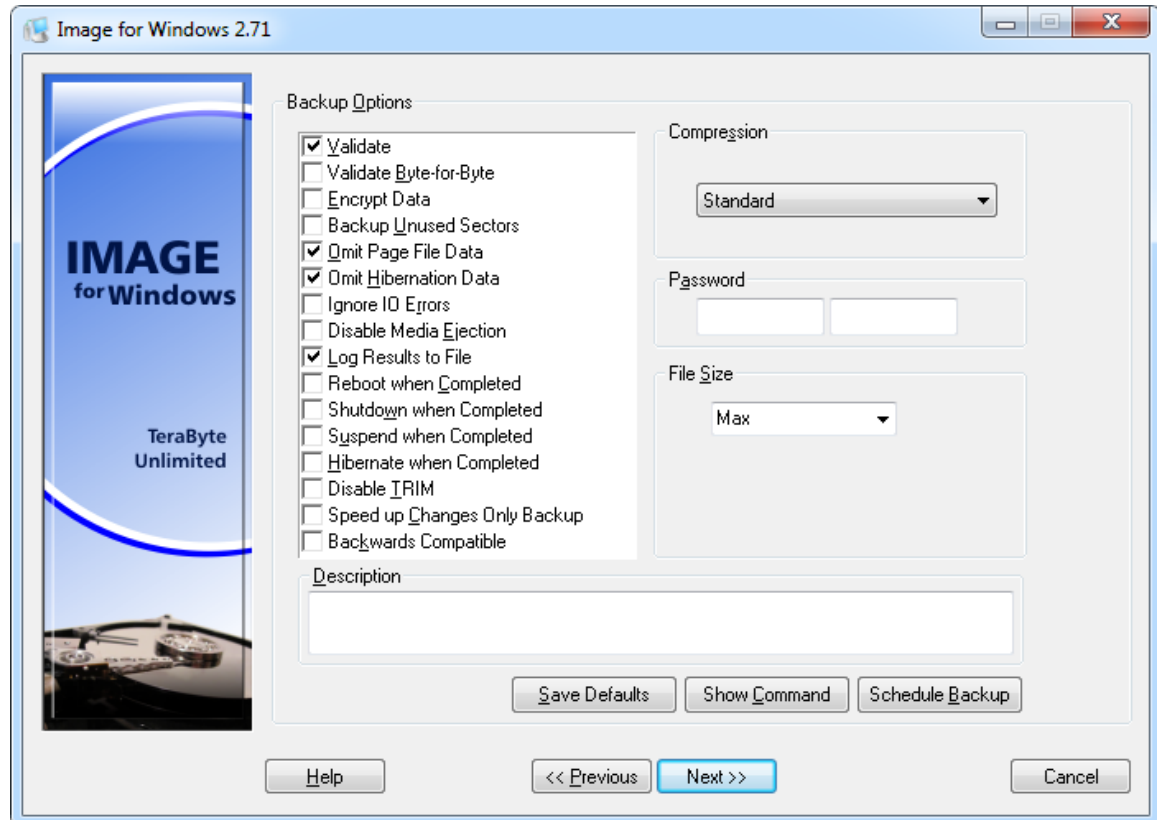 Image for Windows 2.71
IMAGE
for Windows
TeraByte
Unlimited
Backup Options
Validate
Validate Byte-for-Byte
Encrypt Data
Backup Unused Sectors
Omit Page File Data
Omit Hibernation Data
Ignore IO Errors
Disable Media Ejection
Log Results to File
Reboot when Completed
Shutdown when Completed
Suspend when Completed
Hibernate when Completed
Disable TRIM
Speed up Changes Only Backup
Backwards Compatible
Compression
Standard
Password
File Size
Max
Description
Save Defaults Show Command Schedule Backup
Help << Previous Next >> Cancel